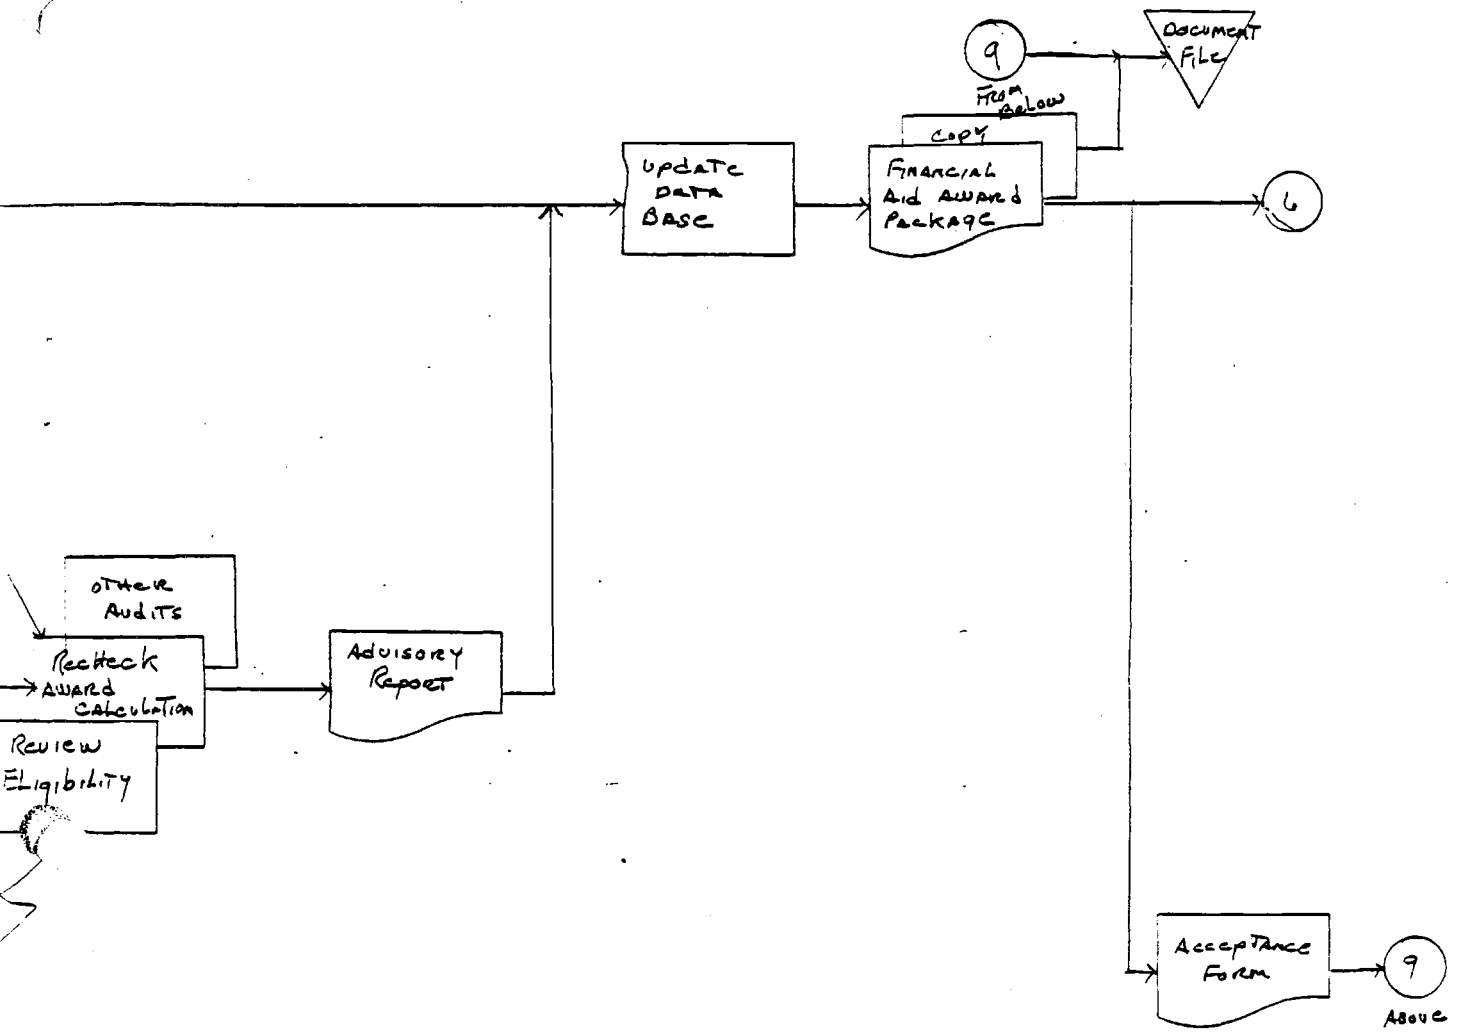 9
FROM
BELOW
DOCUMENT
FILE
COPY
UPDATE
DATA
BASE
FINANCIAL
AID AWARD
PACKAGE
6
OTHER
AUDITS
RECHECK
AWARD
CALCULATION
REVIEW
ELIGIBILITY
ADVISORY
REPORT
ACCEPTANCE
FORM
9
ABOVE